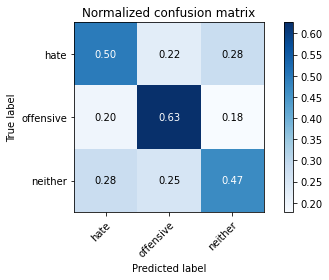 Normalized confusion matrix
True label
hate
offensive
neither
0.50 0.22 0.28
0.20 0.63 0.18
0.28 0.25 0.47
hate
offensive
neither
Predicted label
0.60
0.55
0.50
0.45
0.40
0.35
0.30
0.25
0.20